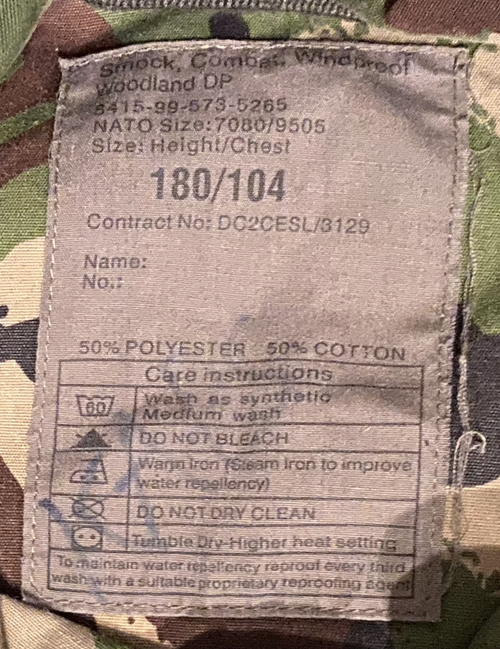 Smock, Combat, Windproof
Woodland DP
8415-99-573-5265
NATO Size:7080/9505
Size: Height/Chest
180/104
Contract No: DC2CESL/3129
Name:
No.:
50% POLYESTER 50% COTTON
Care instructions
60
Wash as synthetic
Medium wash
DO NOT BLEACH
Warm Iron (Steam Iron to improve
water repellency)
DO NOT DRY CLEAN
Tumble Dry-Higher heat setting
To maintain water repellency reproof every third
wash with a suitable proprietary reproofing agent